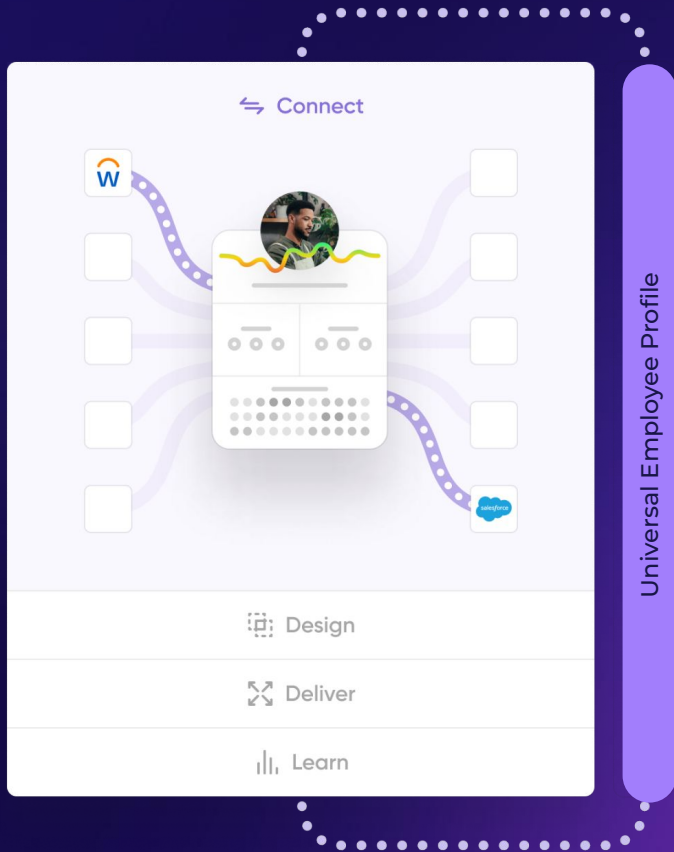 Connect
W
salesforce
Design
Deliver
Learn
Universal Employee Profile